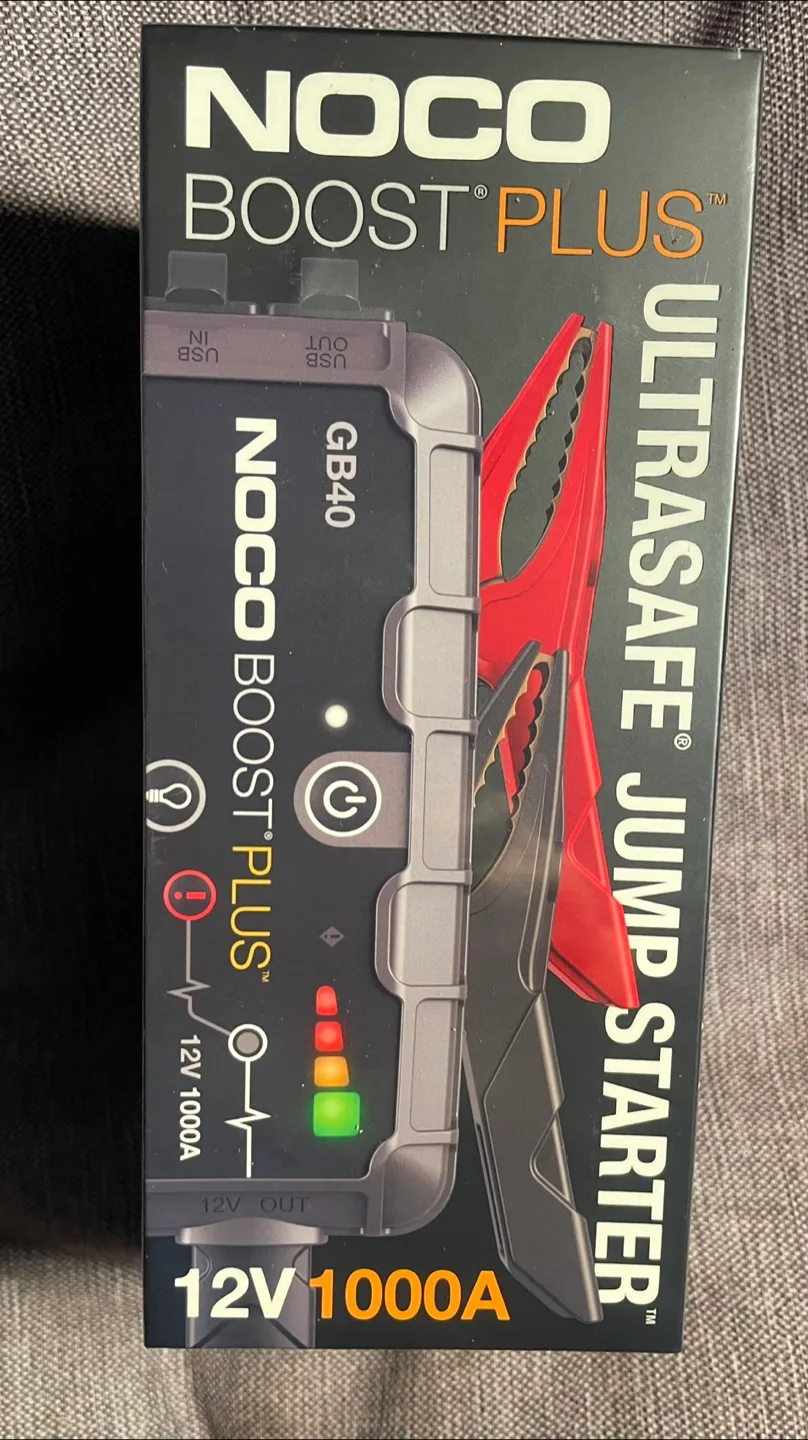 NOCO
BOOST® PLUS™
ULTRASAFE® JUMP STARTER™
USB IN
USB OUT
GB40
NOCO BOOST® PLUS™
12V 1000A
12V OUT
12V 1000A